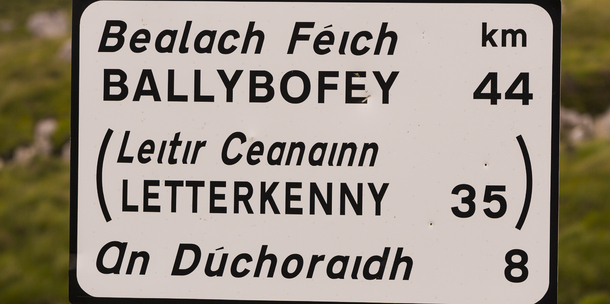 Bealach Féich km
BALLYBOFEY 44
(Leitir Ceanainn
LETTERKENNY 35)
An Dúchoraidh 8